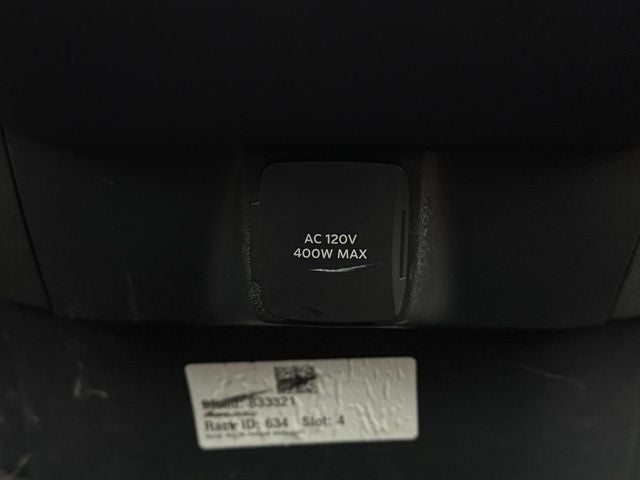 AC 120V
400W MAX
833321
Rack ID: 634 Slot: 4